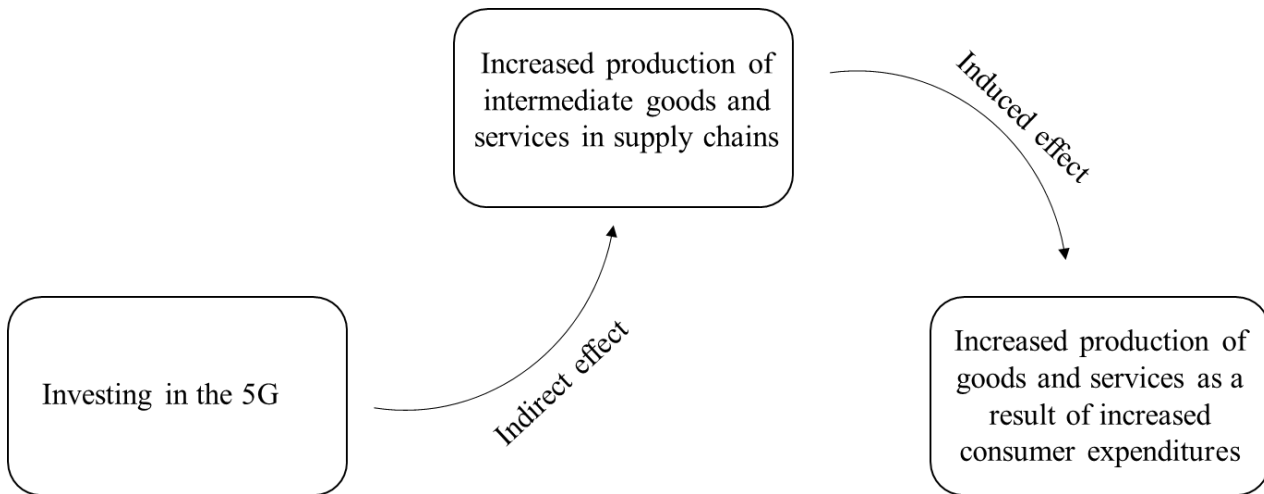 Increased production of
intermediate goods and
services in supply chains
Induced effect
Indirect effect
Investing in the 5G
Increased production of
goods and services as a
result of increased
consumer expenditures